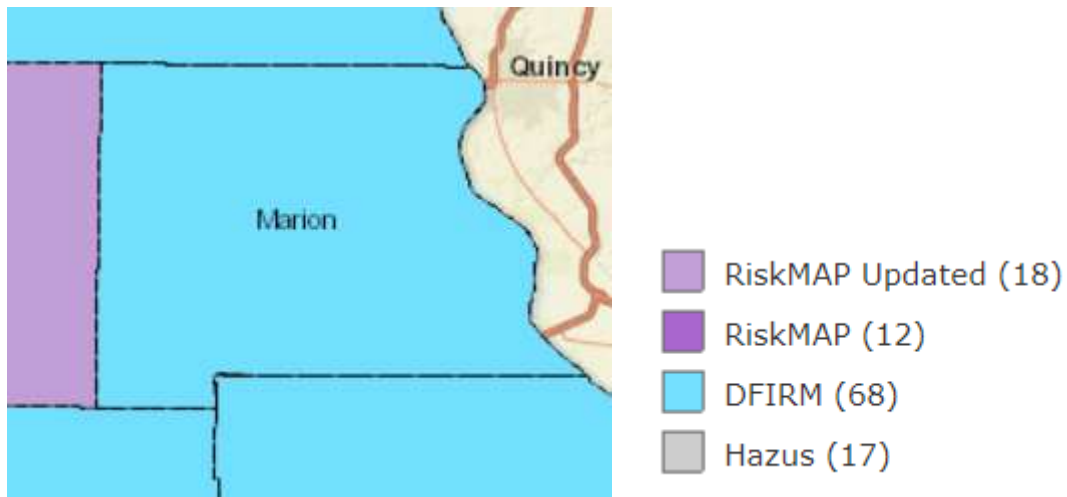 Quincy
Marion
RiskMAP Updated (18)
RiskMAP (12)
DFIRM (68)
Hazus (17)